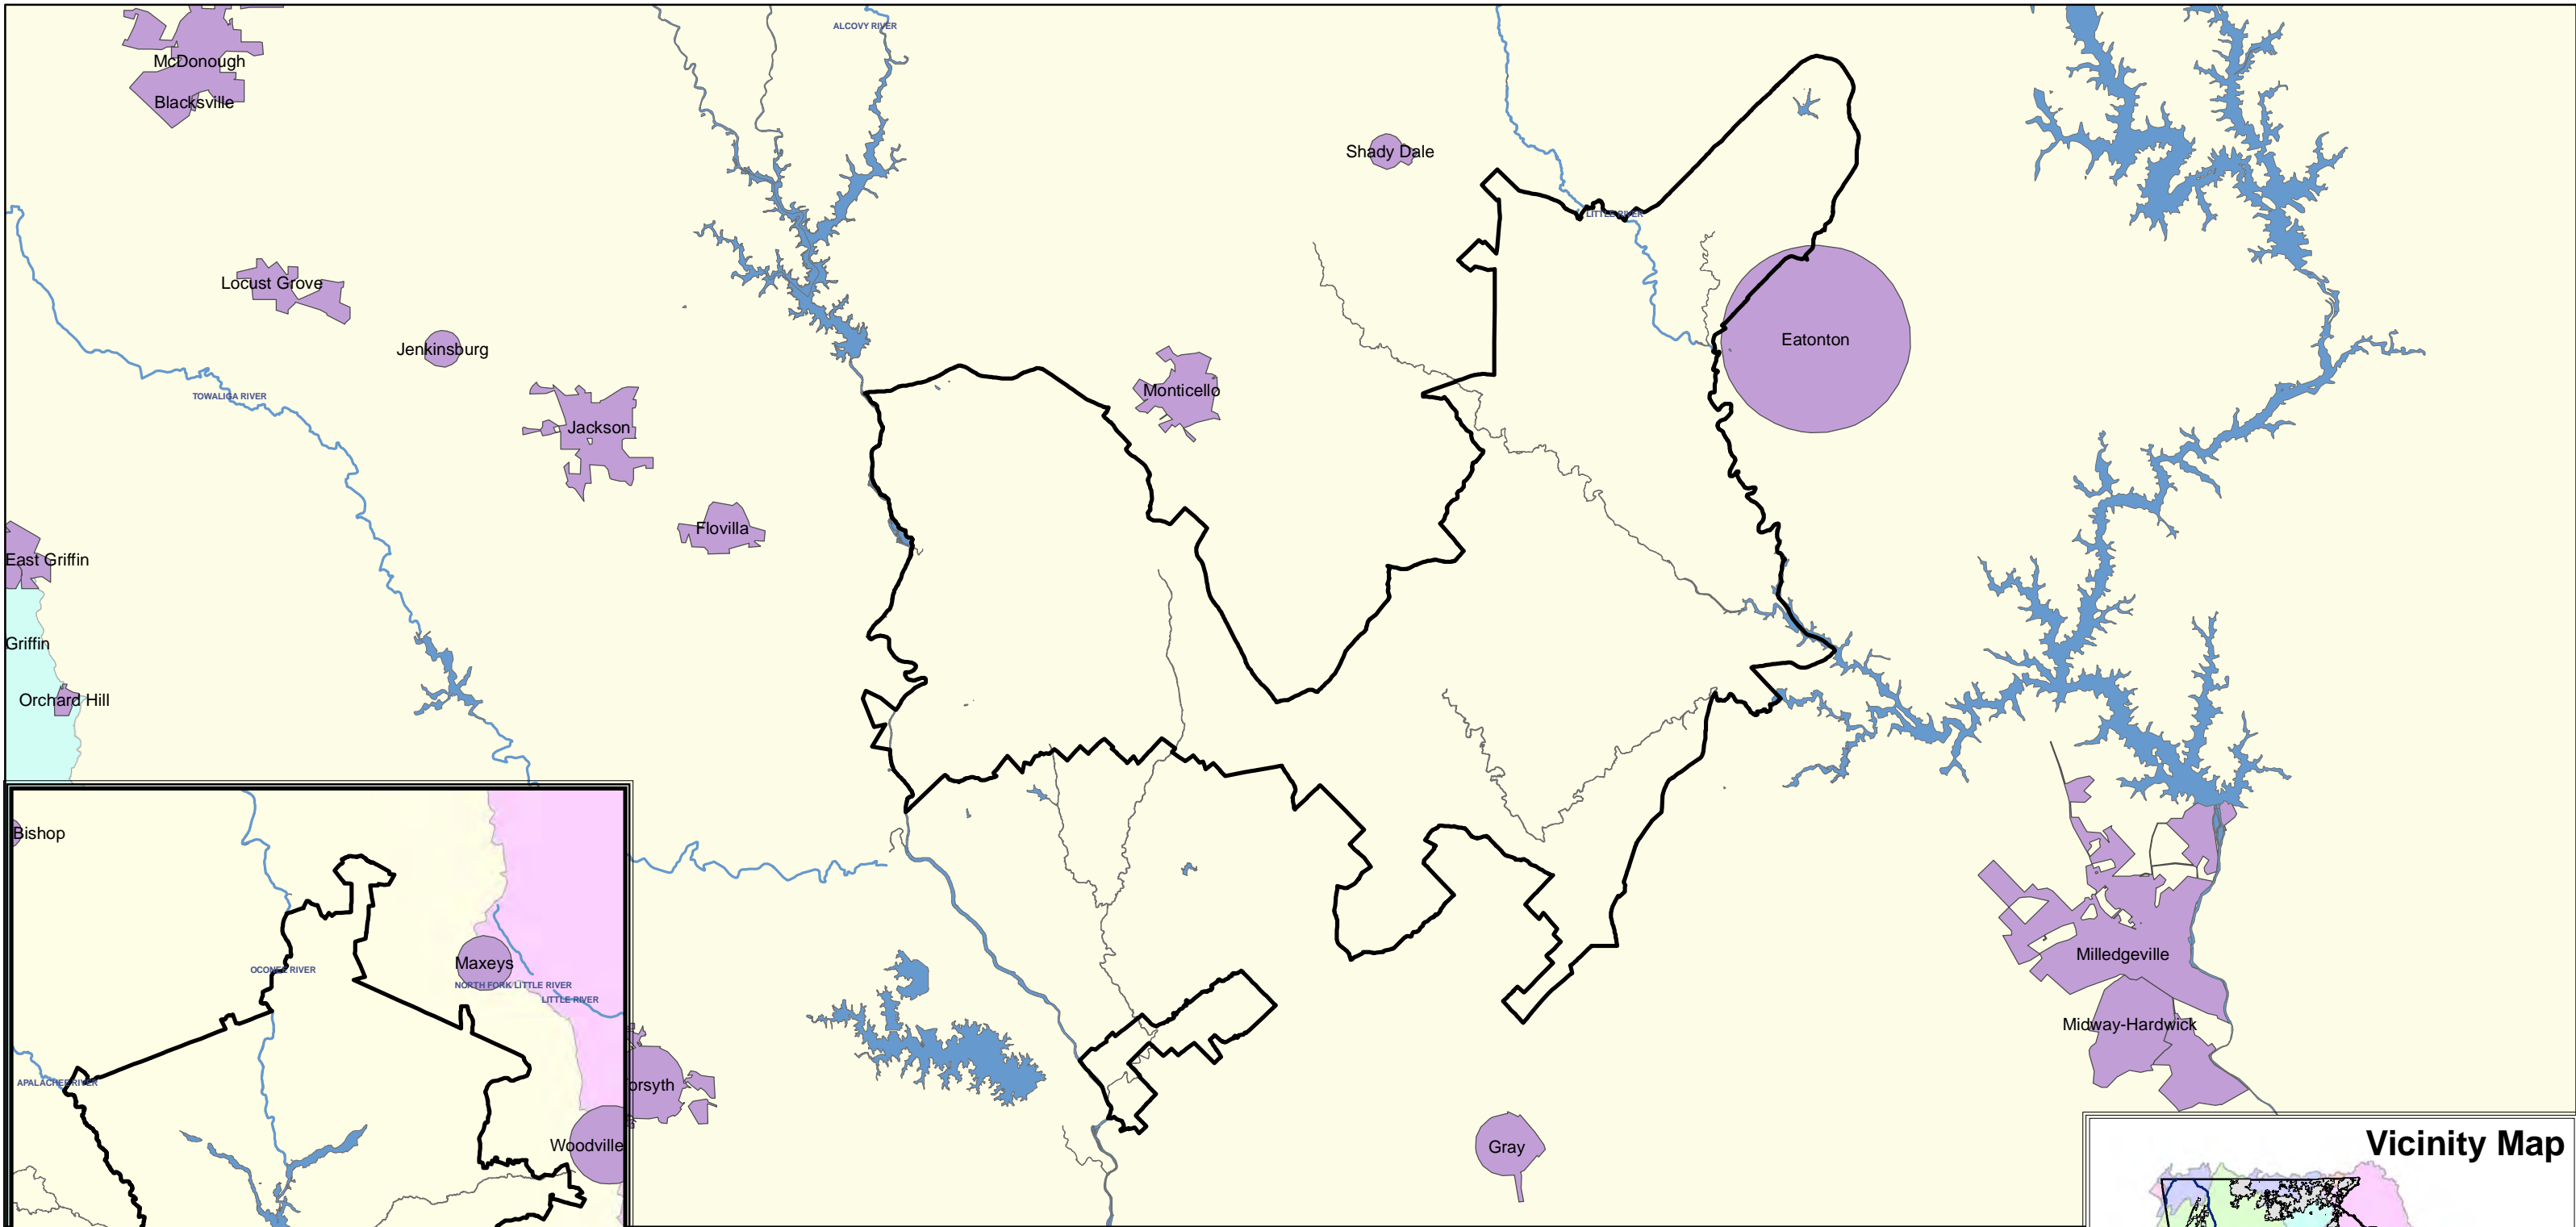 ALCOVY RIVER
McDonough
Blacksville
Shady Dale
LITTLE RIVER
Locust Grove
Eatonton
Jenkinsburg
Monticello
TOWALIGA RIVER
Jackson
Flovilla
East Griffin
Griffin
Orchard Hill
Bishop
Maxeys
OCONEE RIVER
NORTH FORK LITTLE RIVER
LITTLE RIVER
APALACHEE RIVER
orsyth
Woodville
Milledgeville
Midway-Hardwick
Gray
Vicinity Map